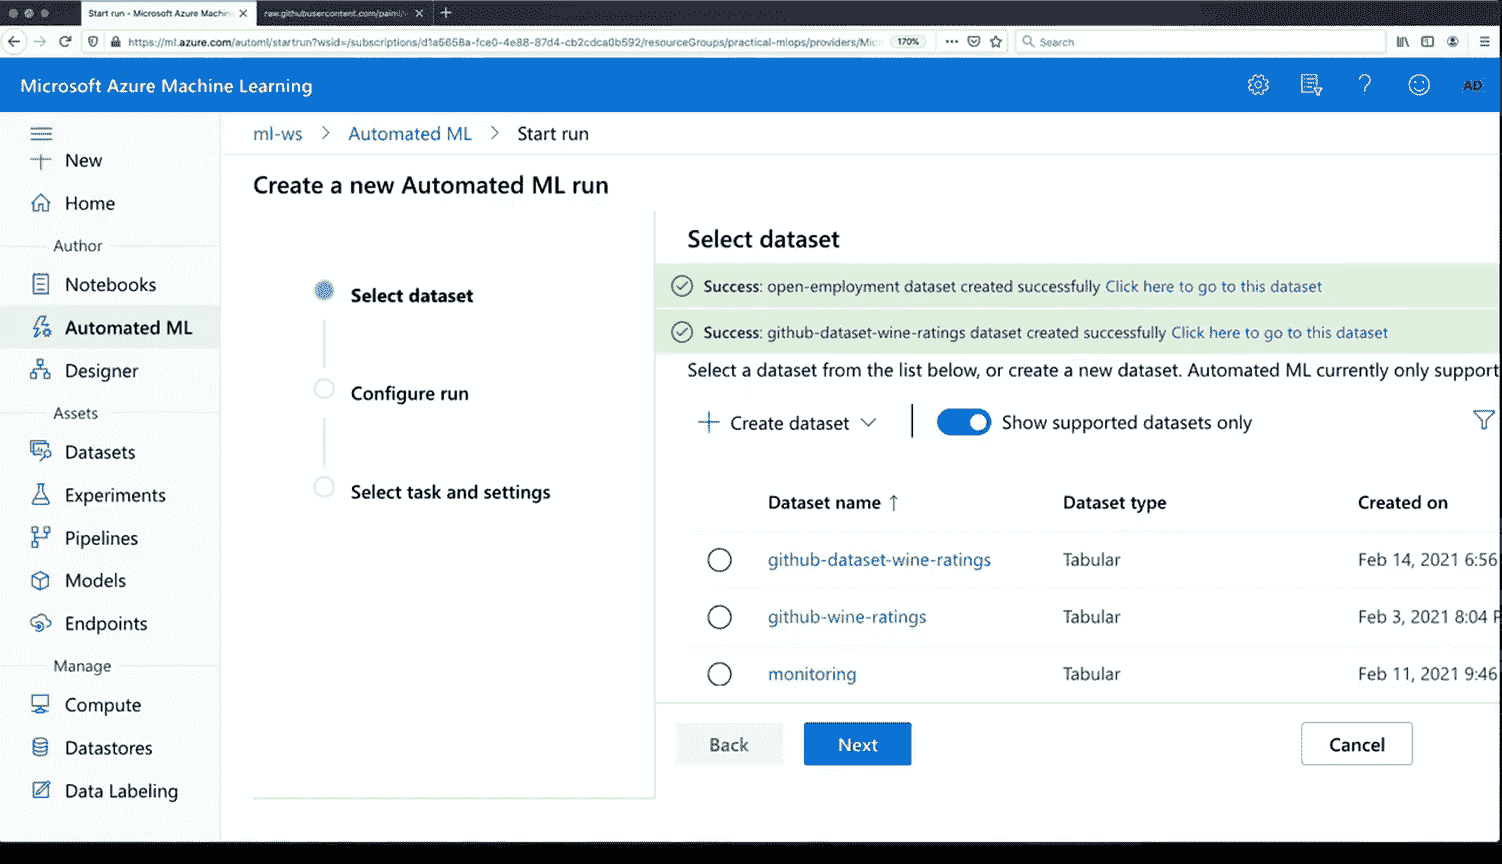 Start run - Microsoft Azure Machin
raw.githubusercontent.com/paiml/
https://ml.azure.com/automl/startrun?wsid=/subscriptions/d1a5658a-fce0-4e88-87d4-cb2cdca0b592/resourceGroups/practical-mlops/providers/Mic
170%
Search
Microsoft Azure Machine Learning
AD
ml-ws > Automated ML > Start run
New
Home
Author
Notebooks
Automated ML
Designer
Assets
Datasets
Experiments
Pipelines
Models
Endpoints
Manage
Compute
Datastores
Data Labeling
Create a new Automated ML run
Select dataset
Configure run
Select task and settings
Select dataset
Success: open-employment dataset created successfully Click here to go to this dataset
Success: github-dataset-wine-ratings dataset created successfully Click here to go to this dataset
Select a dataset from the list below, or create a new dataset. Automated ML currently only support
Create dataset
Show supported datasets only
Dataset name ↑ Dataset type Created on
github-dataset-wine-ratings Tabular Feb 14, 2021 6:56
github-wine-ratings Tabular Feb 3, 2021 8:04 P
monitoring Tabular Feb 11, 2021 9:46
Back
Next
Cancel